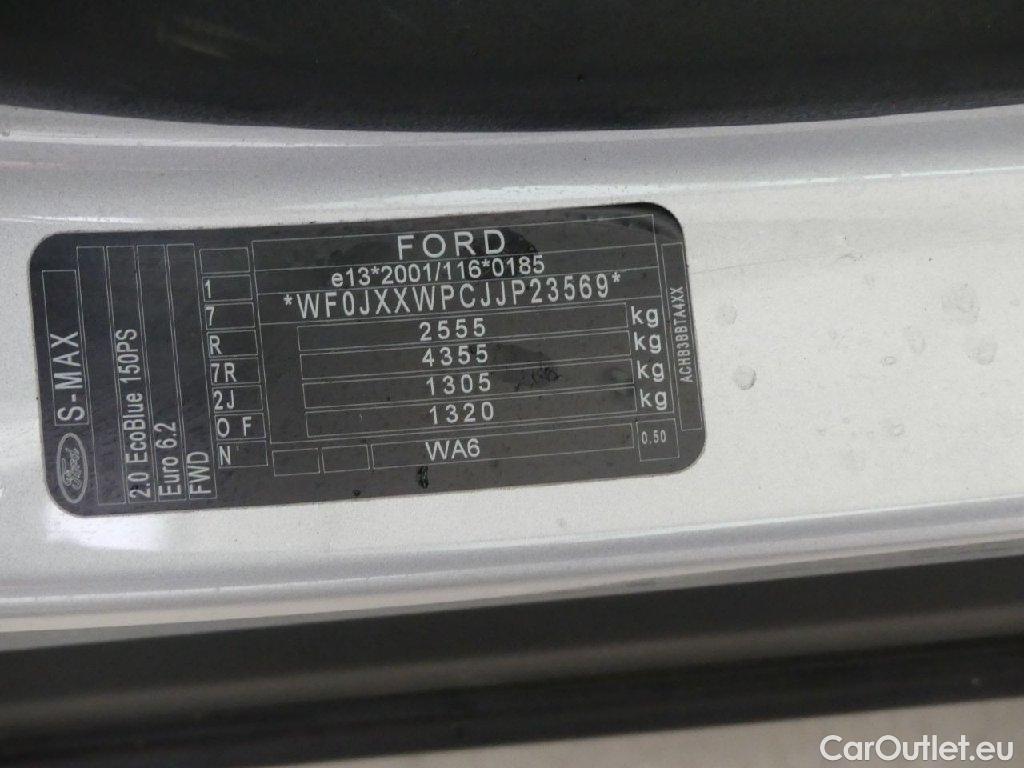 FORD
e13*2001/116*0185
*WF0JXXWPCJJP23569*
2555 kg
4355 kg
1305 kg
1320 kg
WA6
0.50
1
7
R
7R
2J
O F
N
Ford S-MAX
2.0 EcoBlue 150PS
Euro 6.2
FWD
ACHB3BBTA4XX
CarOutlet.eu